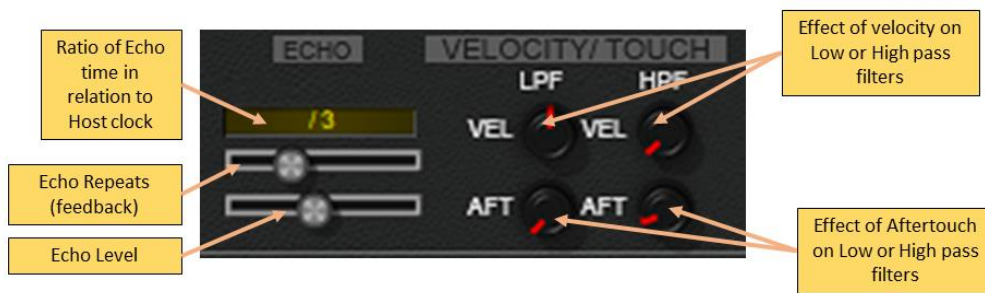 Ratio of Echo
time in
relation to
Host clock
Echo Repeats
(feedback)
Echo Level
ECHO
/3
VELOCITY/ TOUCH
LPF
HPF
VEL
VEL
AFT
AFT
Effect of velocity on
Low or High pass
filters
Effect of Aftertouch
on Low or High pass
filters